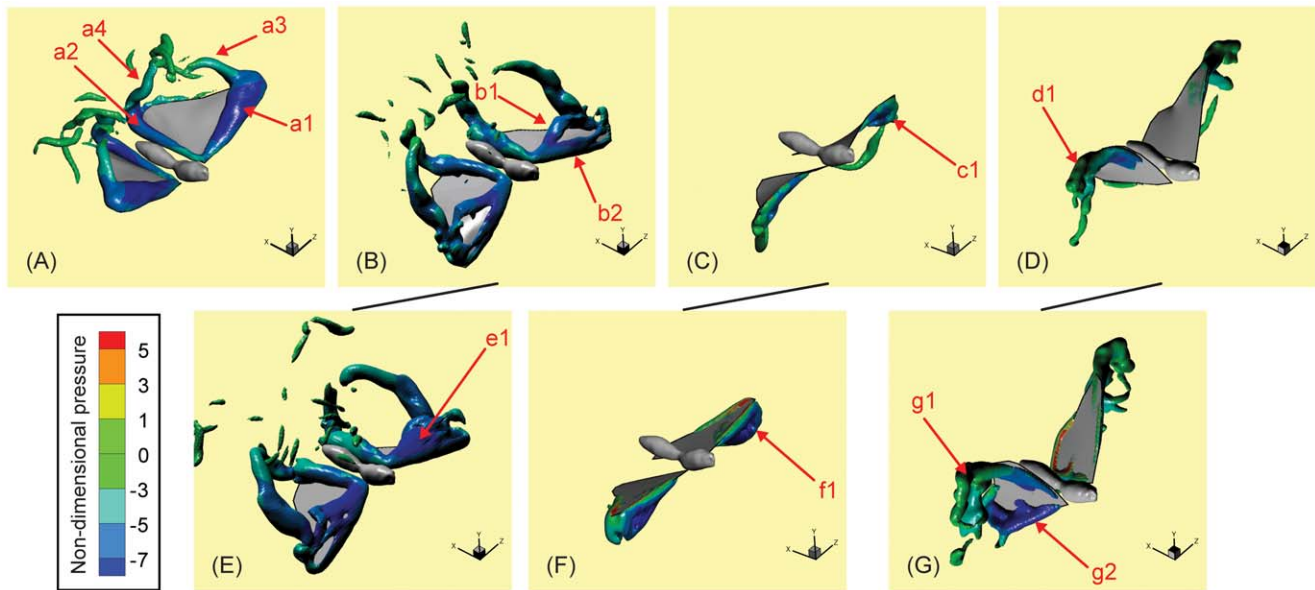 a4
a3
a2
a1
X
Y
Z
(A)
b1
b2
X
Y
Z
(B)
c1
X
Y
Z
(C)
d1
X
Y
Z
(D)
Non-dimensional pressure
5
3
1
0
-3
-5
-7
e1
X
Y
Z
(E)
f1
X
Y
Z
(F)
g1
g2
X
Y
Z
(G)